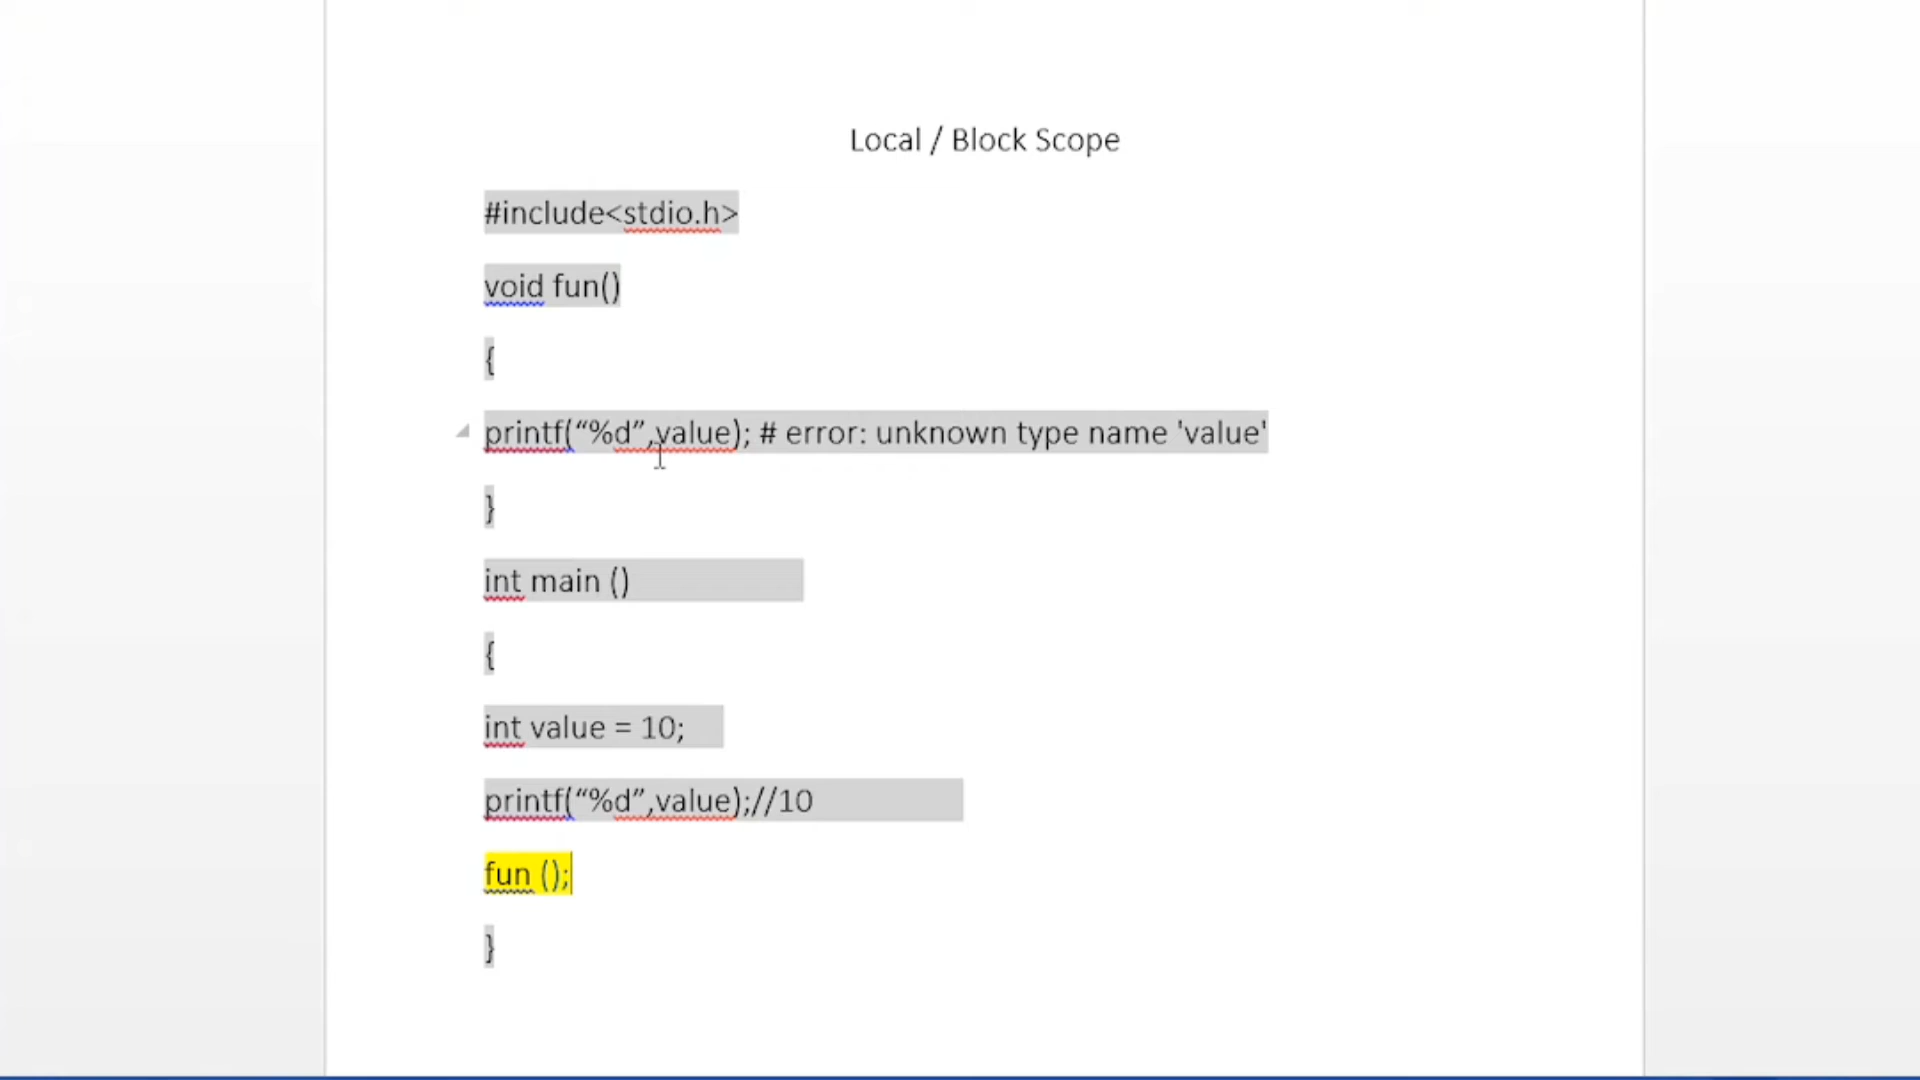 Local / Block Scope
#include<stdio.h>
void fun()
{
printf(“%d”,value); # error: unknown type name 'value'
}
int main ()
{
int value = 10;
printf(“%d”,value);//10
fun ();
}